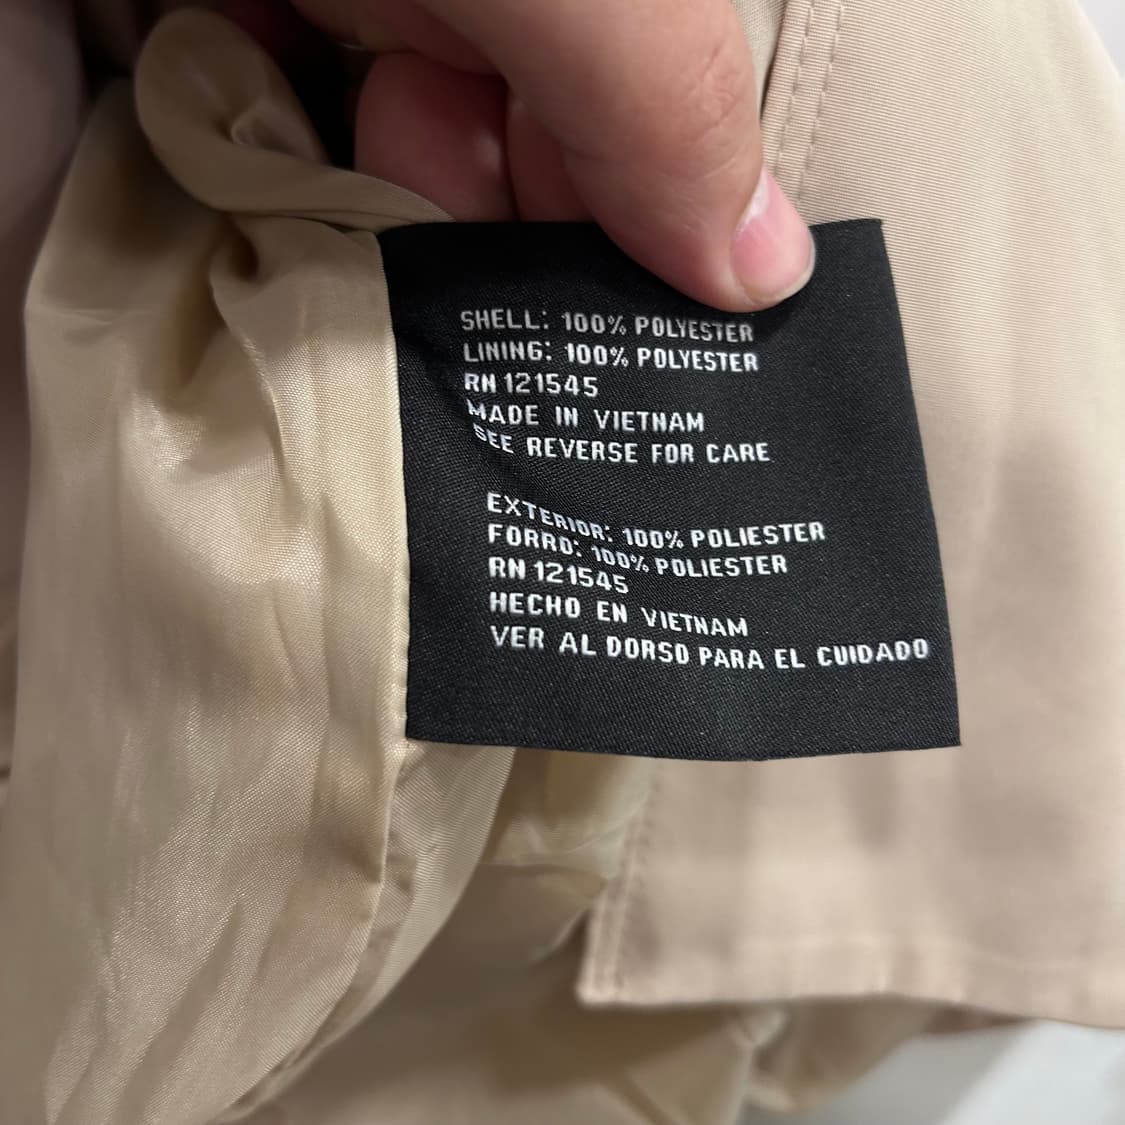 SHELL: 100% POLYESTER
LINING: 100% POLYESTER
RN 121545
MADE IN VIETNAM
SEE REVERSE FOR CARE
EXTERIOR: 100% POLIESTER
FORRO: 100% POLIESTER
RN 121545
HECHO EN VIETNAM
VER AL DORSO PARA EL CUIDADO